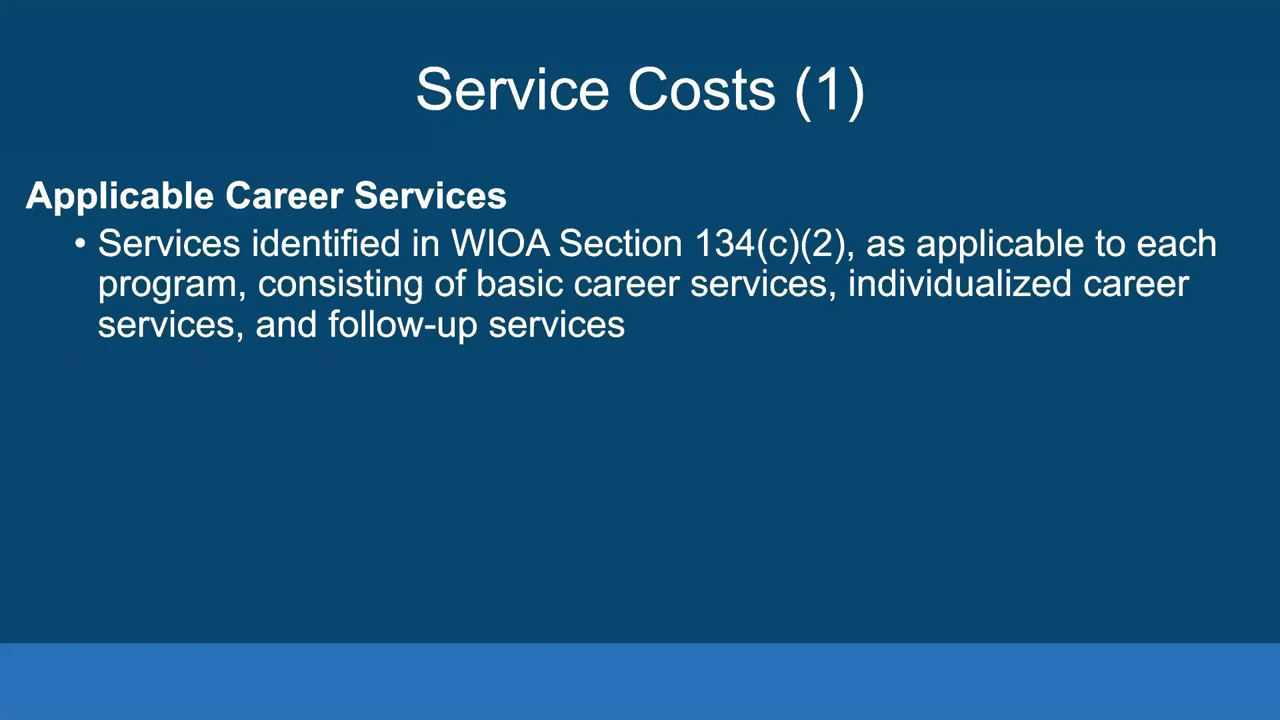 Service Costs (1)
Applicable Career Services
• Services identified in WIOA Section 134(c)(2), as applicable to each
program, consisting of basic career services, individualized career
services, and follow-up services